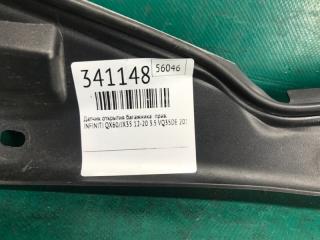 341148
56046
Датчик открытия багажника прав.
INFINITI QX60/JX35 12-20 3.5 VQ35DE 201